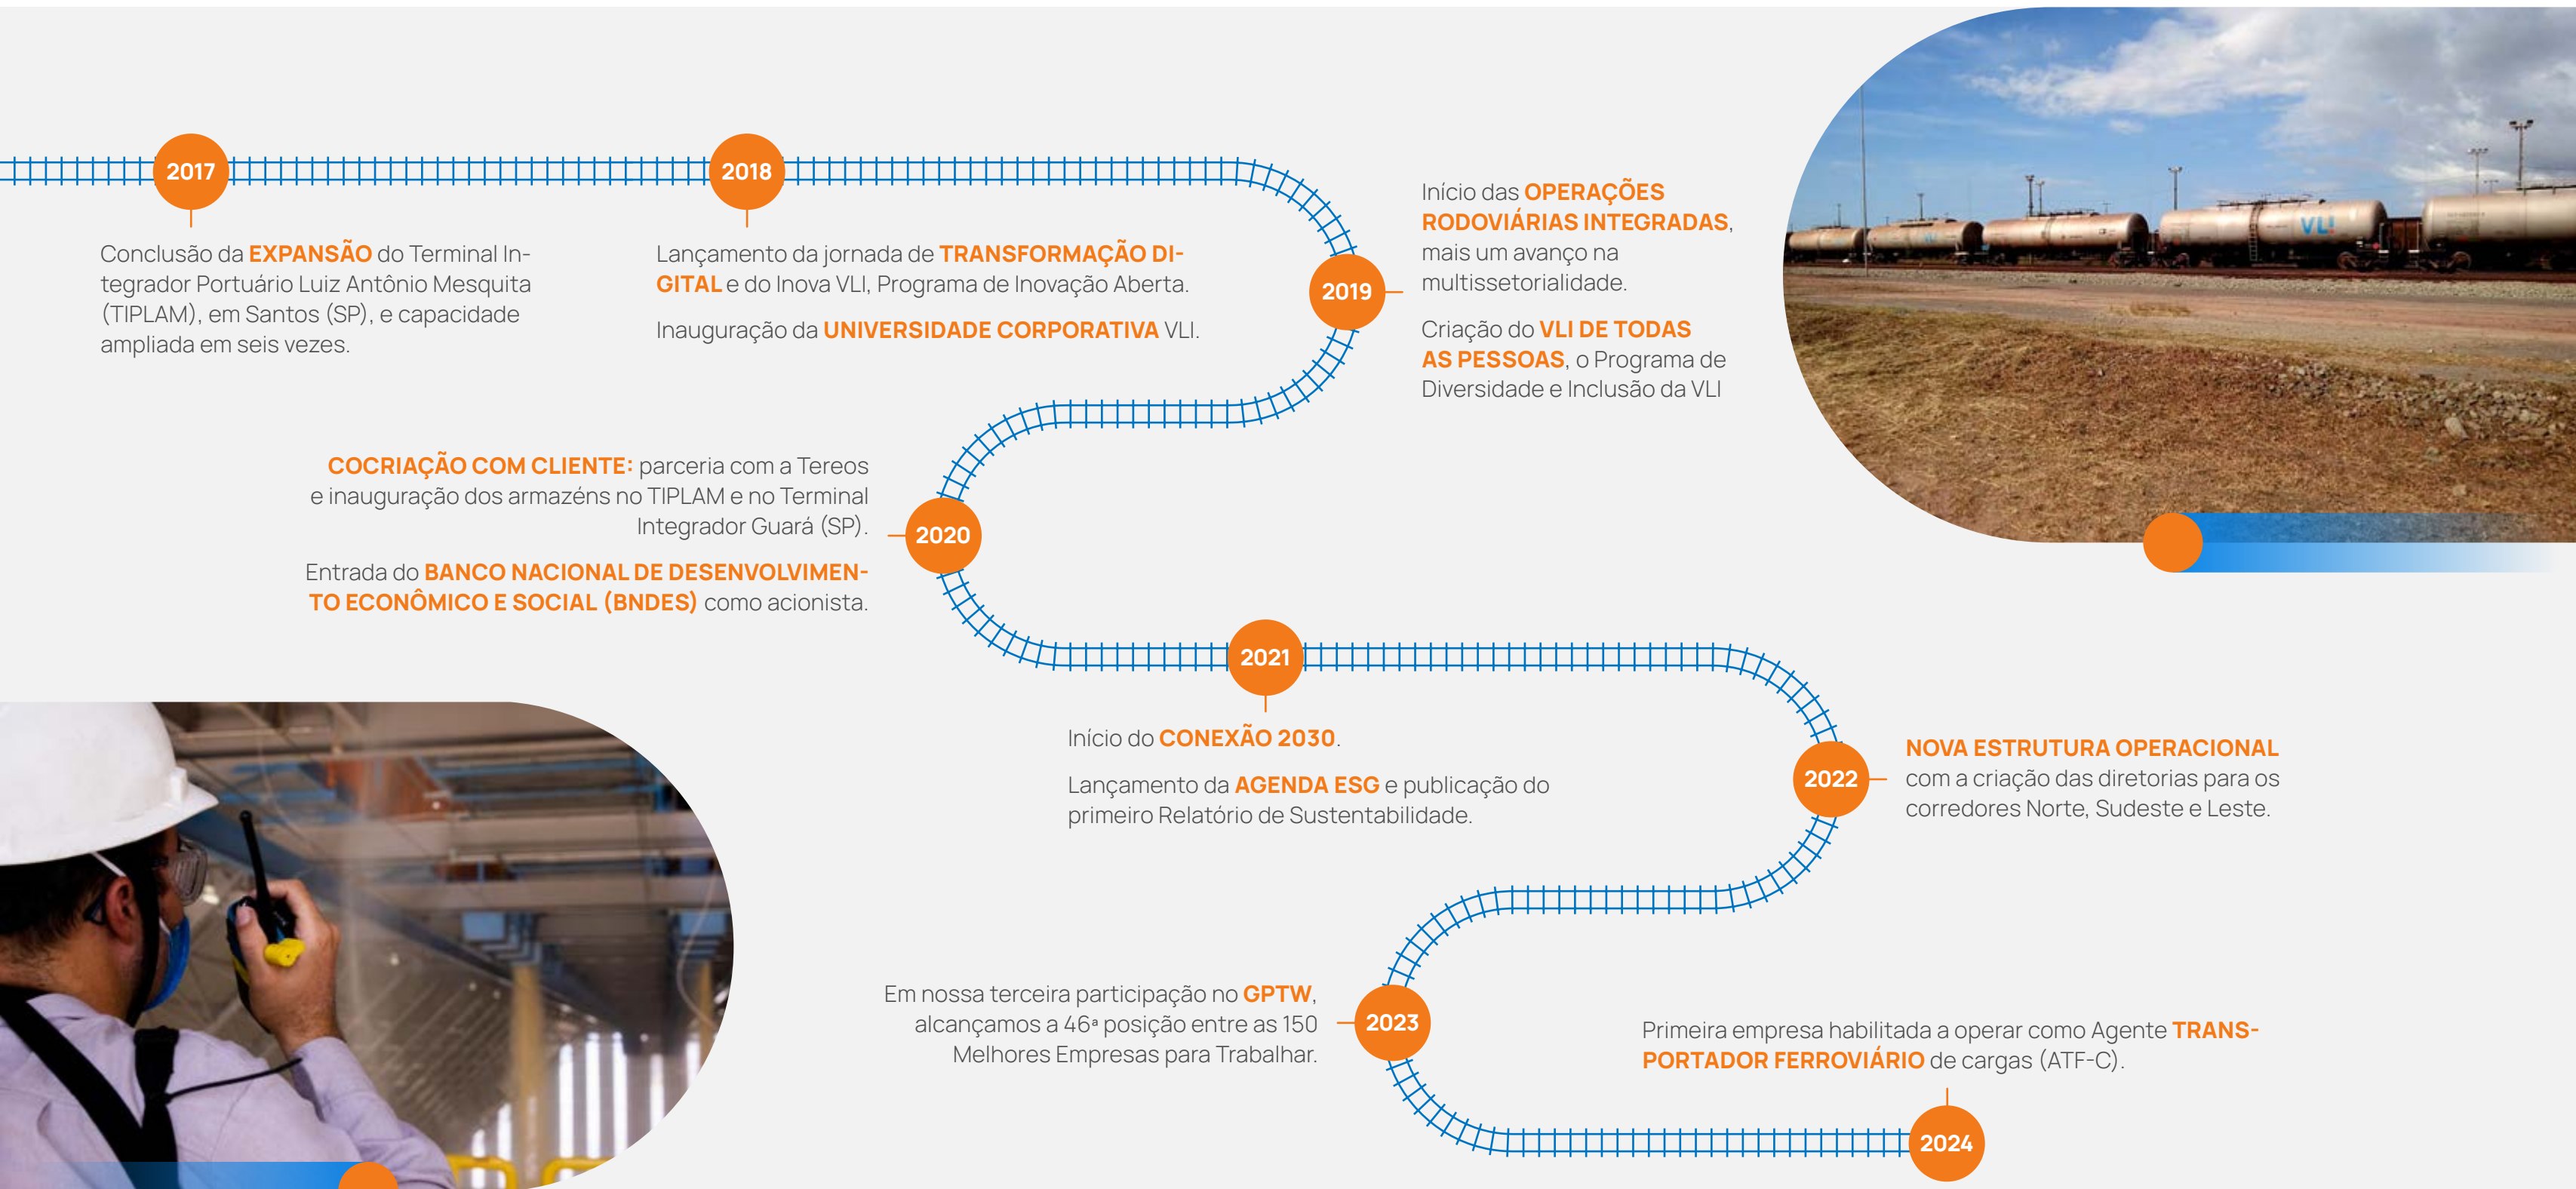 2017
Conclusão da EXPANSÃO do Terminal In-
tegrador Portuário Luiz Antônio Mesquita
(TIPLAM), em Santos (SP), e capacidade
ampliada em seis vezes.
2018
Lançamento da jornada de TRANSFORMAÇÃO DI-
GITAL e do Inova VLI, Programa de Inovação Aberta.
Inauguração da UNIVERSIDADE CORPORATIVA VLI.
2019
Início das OPERAÇÕES
RODOVIÁRIAS INTEGRADAS,
mais um avanço na
multissetorialidade.
Criação do VLI DE TODAS
AS PESSOAS, o Programa de
Diversidade e Inclusão da VLI
VLI
COCRIAÇÃO COM CLIENTE: parceria com a Tereos
e inauguração dos armazéns no TIPLAM e no Terminal
Integrador Guará (SP).
Entrada do BANCO NACIONAL DE DESENVOLVIMEN-
TO ECONÔMICO E SOCIAL (BNDES) como acionista.
2020
2021
Início do CONEXÃO 2030.
Lançamento da AGENDA ESG e publicação do
primeiro Relatório de Sustentabilidade.
2022
NOVA ESTRUTURA OPERACIONAL
com a criação das diretorias para os
corredores Norte, Sudeste e Leste.
Em nossa terceira participação no GPTW,
alcançamos a 46ª posição entre as 150
Melhores Empresas para Trabalhar.
2023
Primeira empresa habilitada a operar como Agente TRANS-
PORTADOR FERROVIÁRIO de cargas (ATF-C).
2024